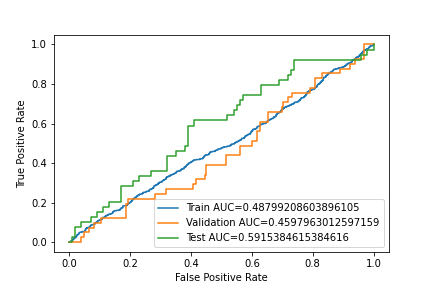 1.0
0.8
0.6
0.4
0.2
0.0
True Positive Rate
Train AUC=0.48799208603896105
Validation AUC=0.4597963012597159
Test AUC=0.5915384615384616
0.0 0.2 0.4 0.6 0.8 1.0
False Positive Rate